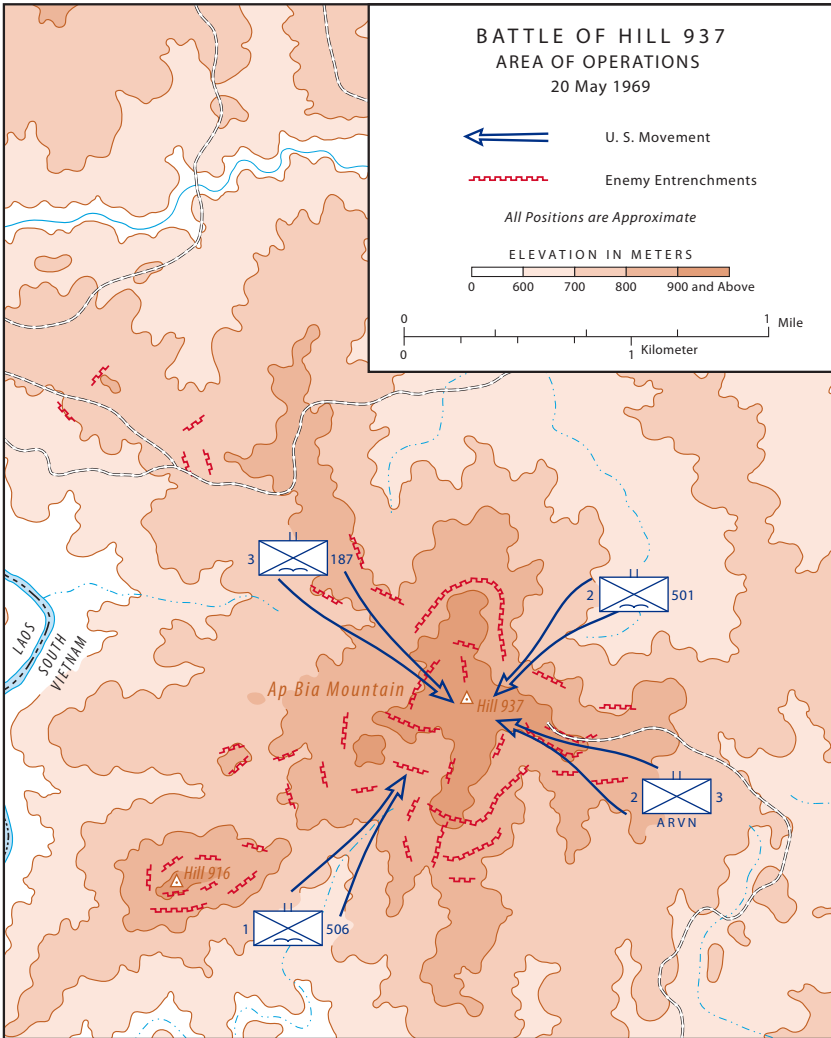 BATTLE OF HILL 937
AREA OF OPERATIONS
20 May 1969
U. S. Movement
Enemy Entrenchments
All Positions are Approximate
ELEVATION IN METERS
0 600 700 800 900 and Above
0 1 Mile
0 1 Kilometer
3 187
2 501
LAOS
SOUTH
VIETNAM
Ap Bia Mountain
Hill 937
2 3
ARVN
Hill 916
1 506